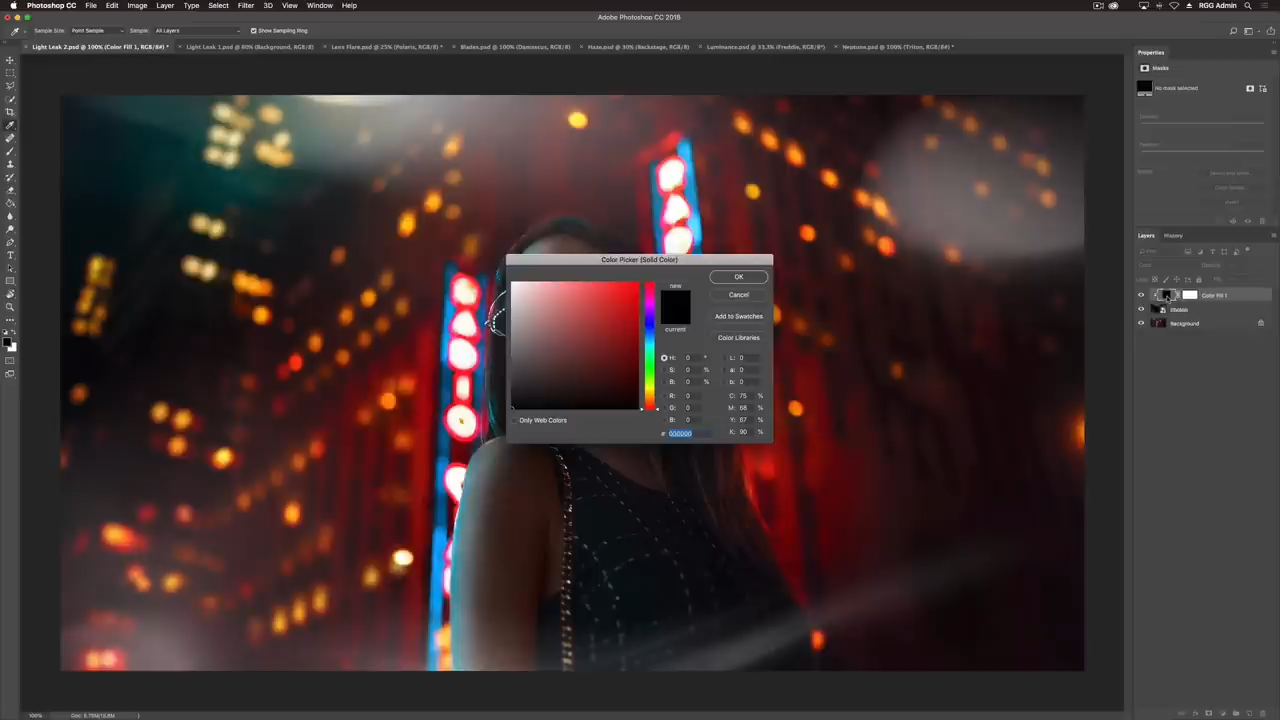 Photoshop CC File Edit Image Layer Type Select Filter 3D View Window Help RGG Admin
Adobe Photoshop CC 2018
Sample Size: Point Sample Sample: All Layers Show Sampling Ring
Light Leak 2.psd @ 100% (Color Fill 1, RGB/8#) * Light Leak 1.psd @ 80% (Background, RGB/8) Lens Flare.psd @ 25% (Polaris, RGB/8) * Blades.psd @ 100% (Damascus, RGB/8) Haze.psd @ 30% (Backstage, RGB/8) Luminance.psd @ 33.3% (Freddie, RGB/8*) Neptune.psd @ 100% (Triton, RGB/8#) *
Properties
Masks
No mask selected
Color Picker (Solid Color)
new
current
OK
Cancel
Add to Swatches
Color Libraries
H: 0 ° L: 0
S: 0 % a: 0
B: 0 % b: 0
R: 0 C: 75 %
G: 0 M: 68 %
B: 0 Y: 67 %
# 000000 K: 90 %
Only Web Colors
Layers History
Color Fill 1
Background
100%